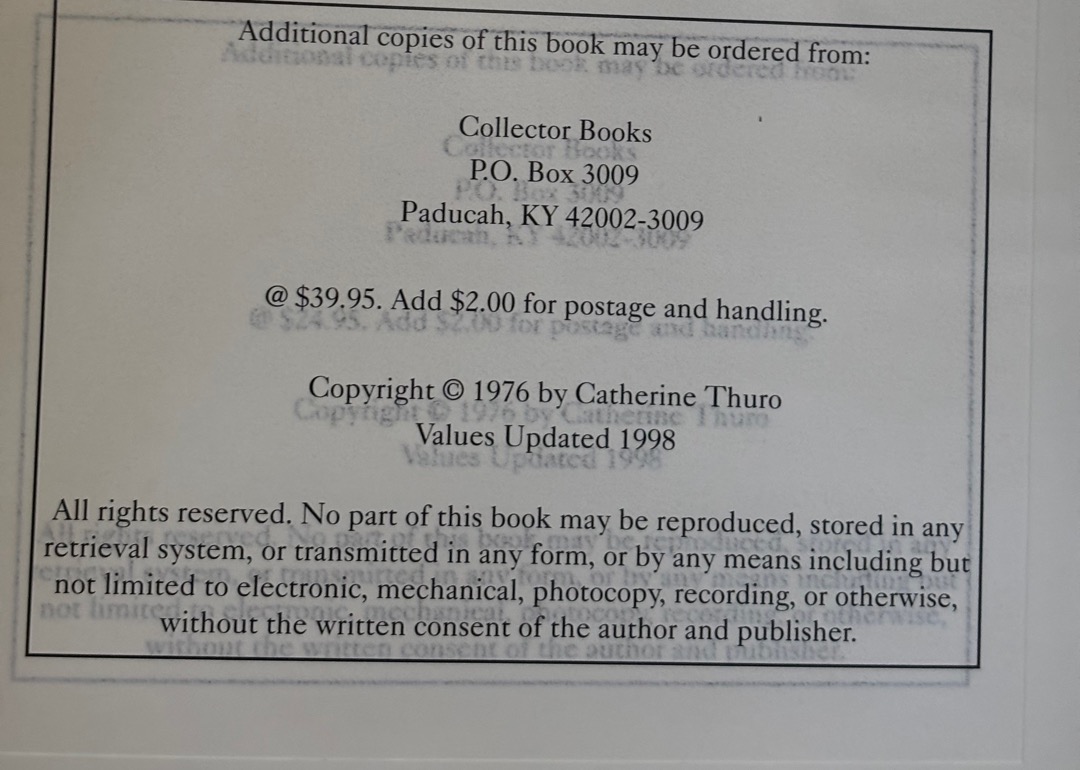 Additional copies of this book may be ordered from:
Collector Books
P.O. Box 3009
Paducah, KY 42002-3009
@ $39.95. Add $2.00 for postage and handling.
Copyright © 1976 by Catherine Thuro
Values Updated 1998
All rights reserved. No part of this book may be reproduced, stored in any
retrieval system, or transmitted in any form, or by any means including but
not limited to electronic, mechanical, photocopy, recording, or otherwise,
without the written consent of the author and publisher.